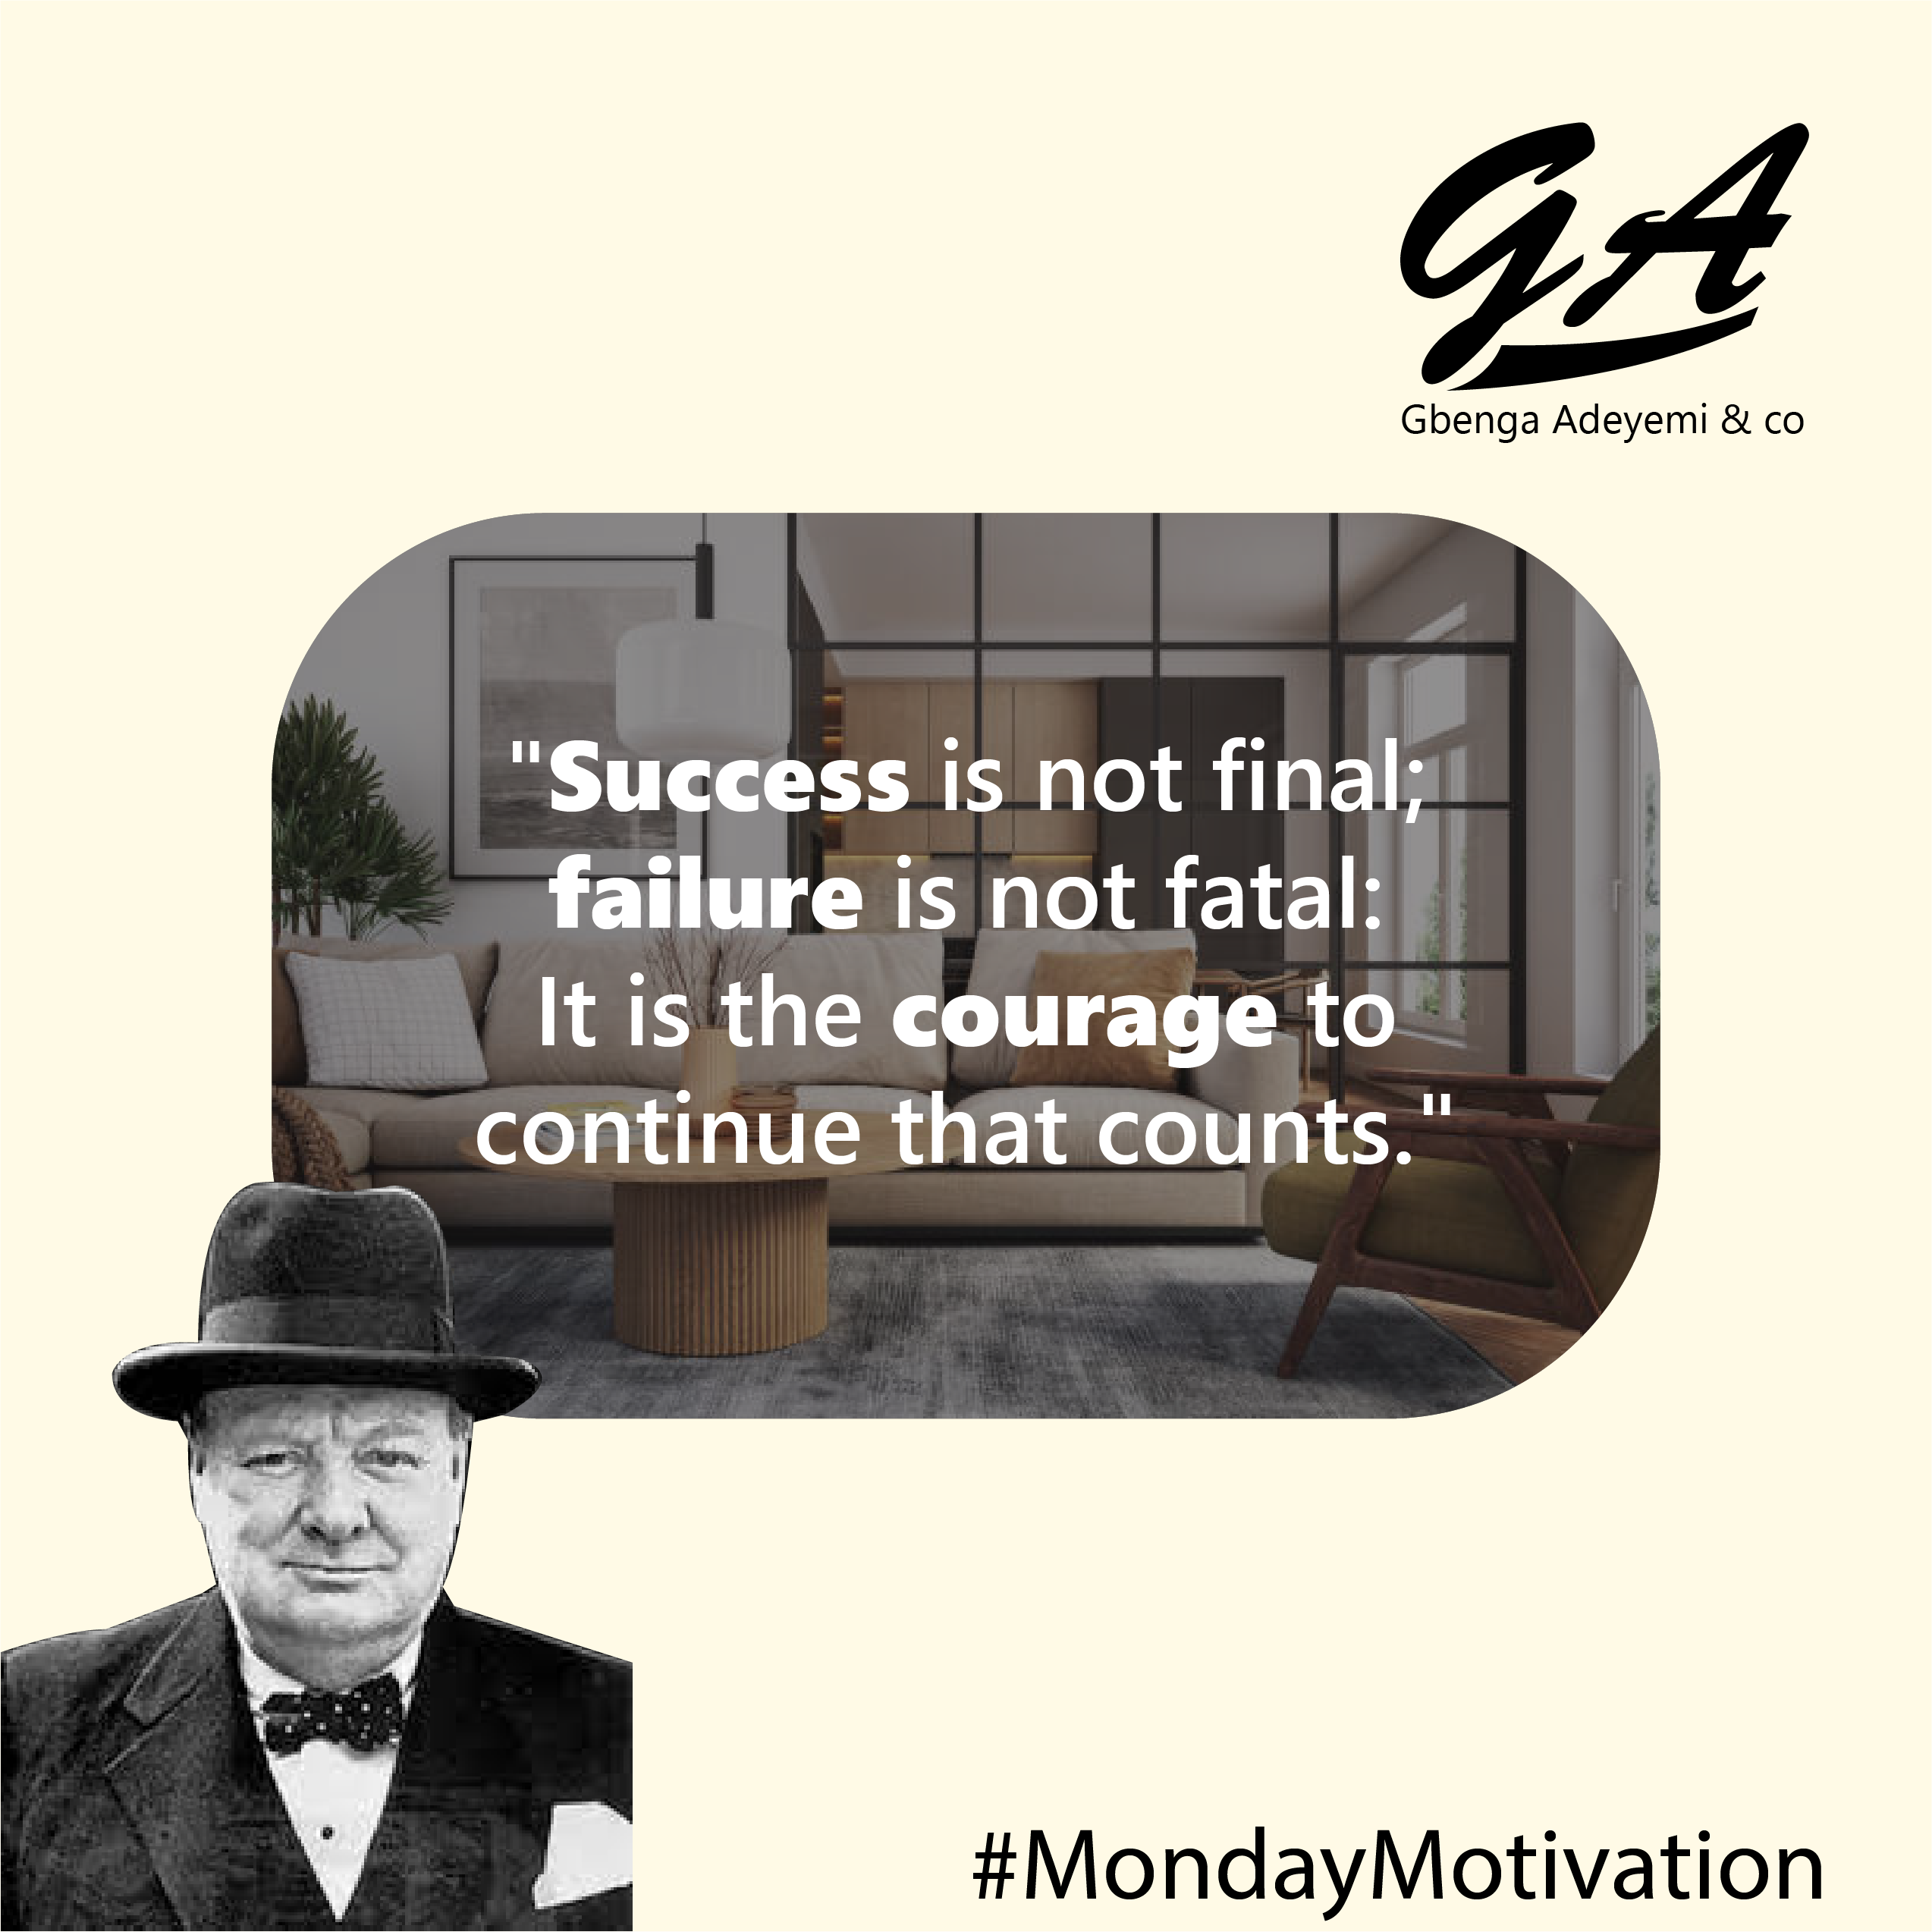 GA
Gbenga Adeyemi & co
"Success is not final;
failure is not fatal:
It is the courage to
continue that counts."
#MondayMotivation